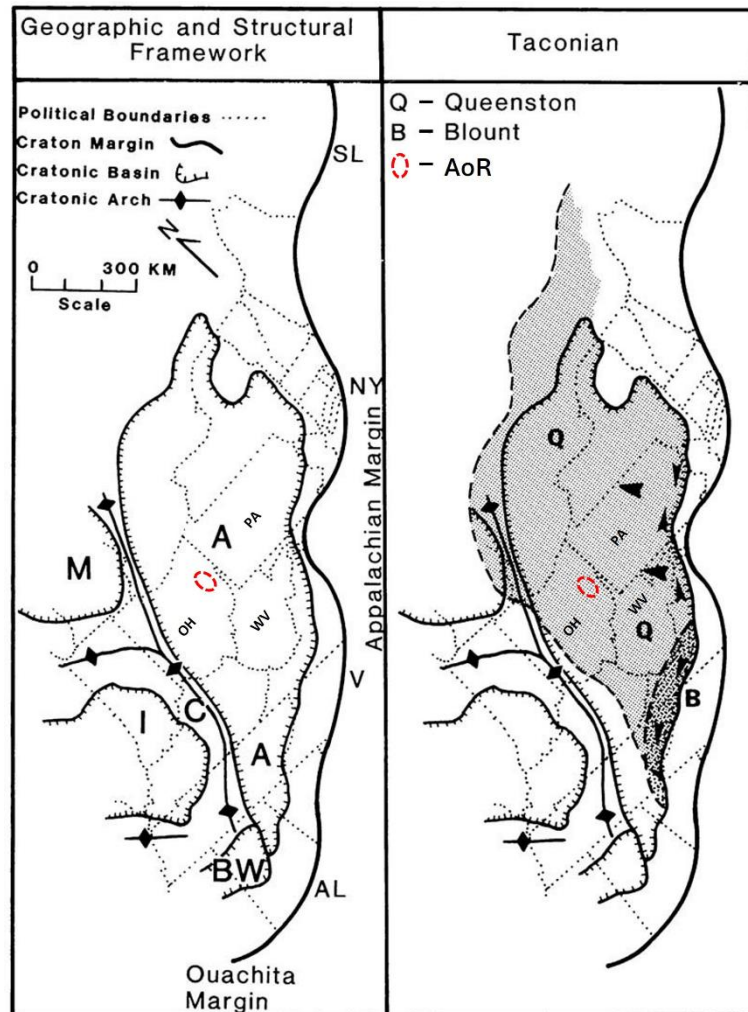 Geographic and Structural
Framework
Political Boundaries
Craton Margin
Cratonic Basin
Cratonic Arch
N
0 300 KM
Scale
SL
NY
Appalachian Margin
A
PA
M
OH
WV
V
I
C
A
BW
AL
Ouachita
Margin
Taconian
Q – Queenston
B – Blount
– AoR
Q
PA
OH
WV
Q
B